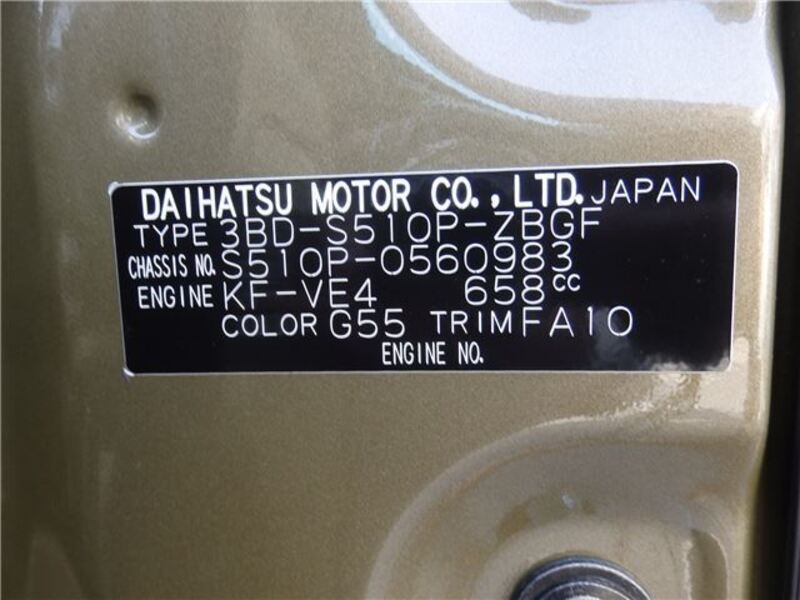 DAIHATSU MOTOR CO., LTD. JAPAN
TYPE 3BD-S510P-ZBGF
CHASSIS NO. S510P-0560983
ENGINE KF-VE4 658cc
COLOR G55 TRIM FA10
ENGINE NO.